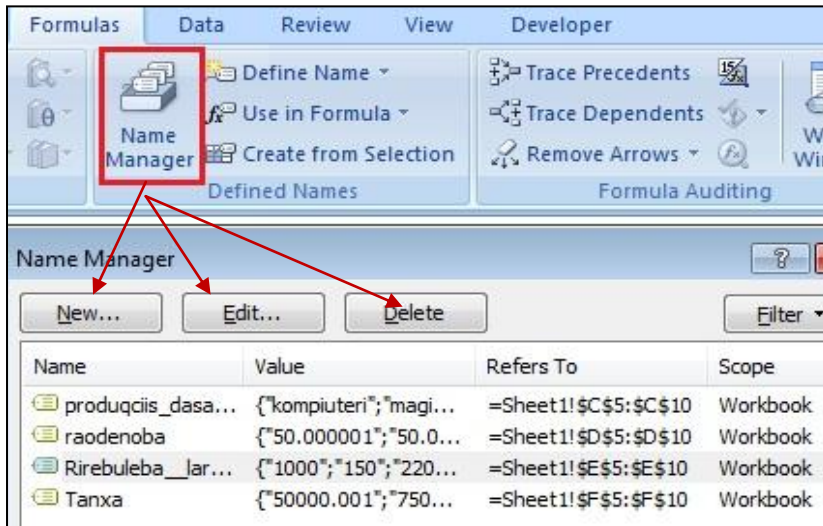 Formulas Data Review View Developer
Define Name Trace Precedents
Use in Formula Trace Dependents
Name Manager Create from Selection Remove Arrows
Defined Names Formula Auditing
Name Manager
New... Edit... Delete Filter
Name Value Refers To Scope
produqciis_dasa... {"kompiuteri";"magi... =Sheet1!$C$5:$C$10 Workbook
raodenoba {"50.000001";"50.0... =Sheet1!$D$5:$D$10 Workbook
Rirebuleba__lar... {"1000";"150";"220... =Sheet1!$E$5:$E$10 Workbook
Tanxa {"50000.001";"750... =Sheet1!$F$5:$F$10 Workbook